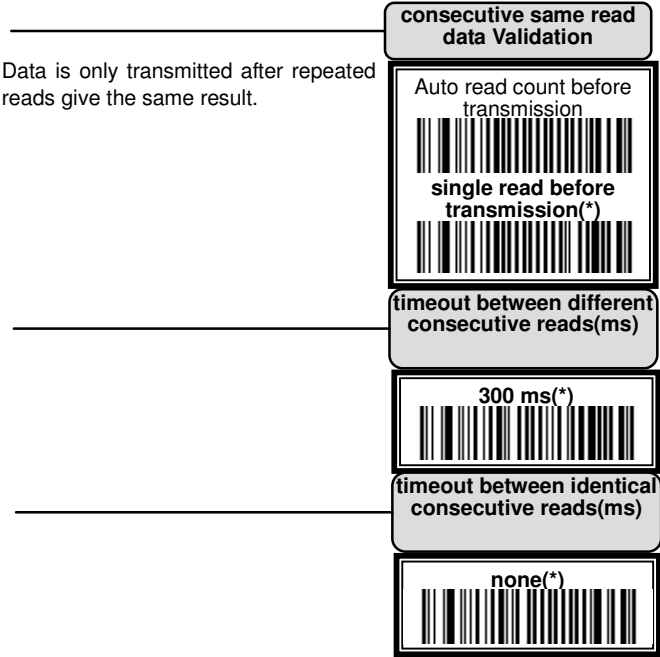 consecutive same read
data Validation
Data is only transmitted after repeated
reads give the same result.
Auto read count before
transmission
single read before
transmission(*)
timeout between different
consecutive reads(ms)
300 ms(*)
timeout between identical
consecutive reads(ms)
none(*)